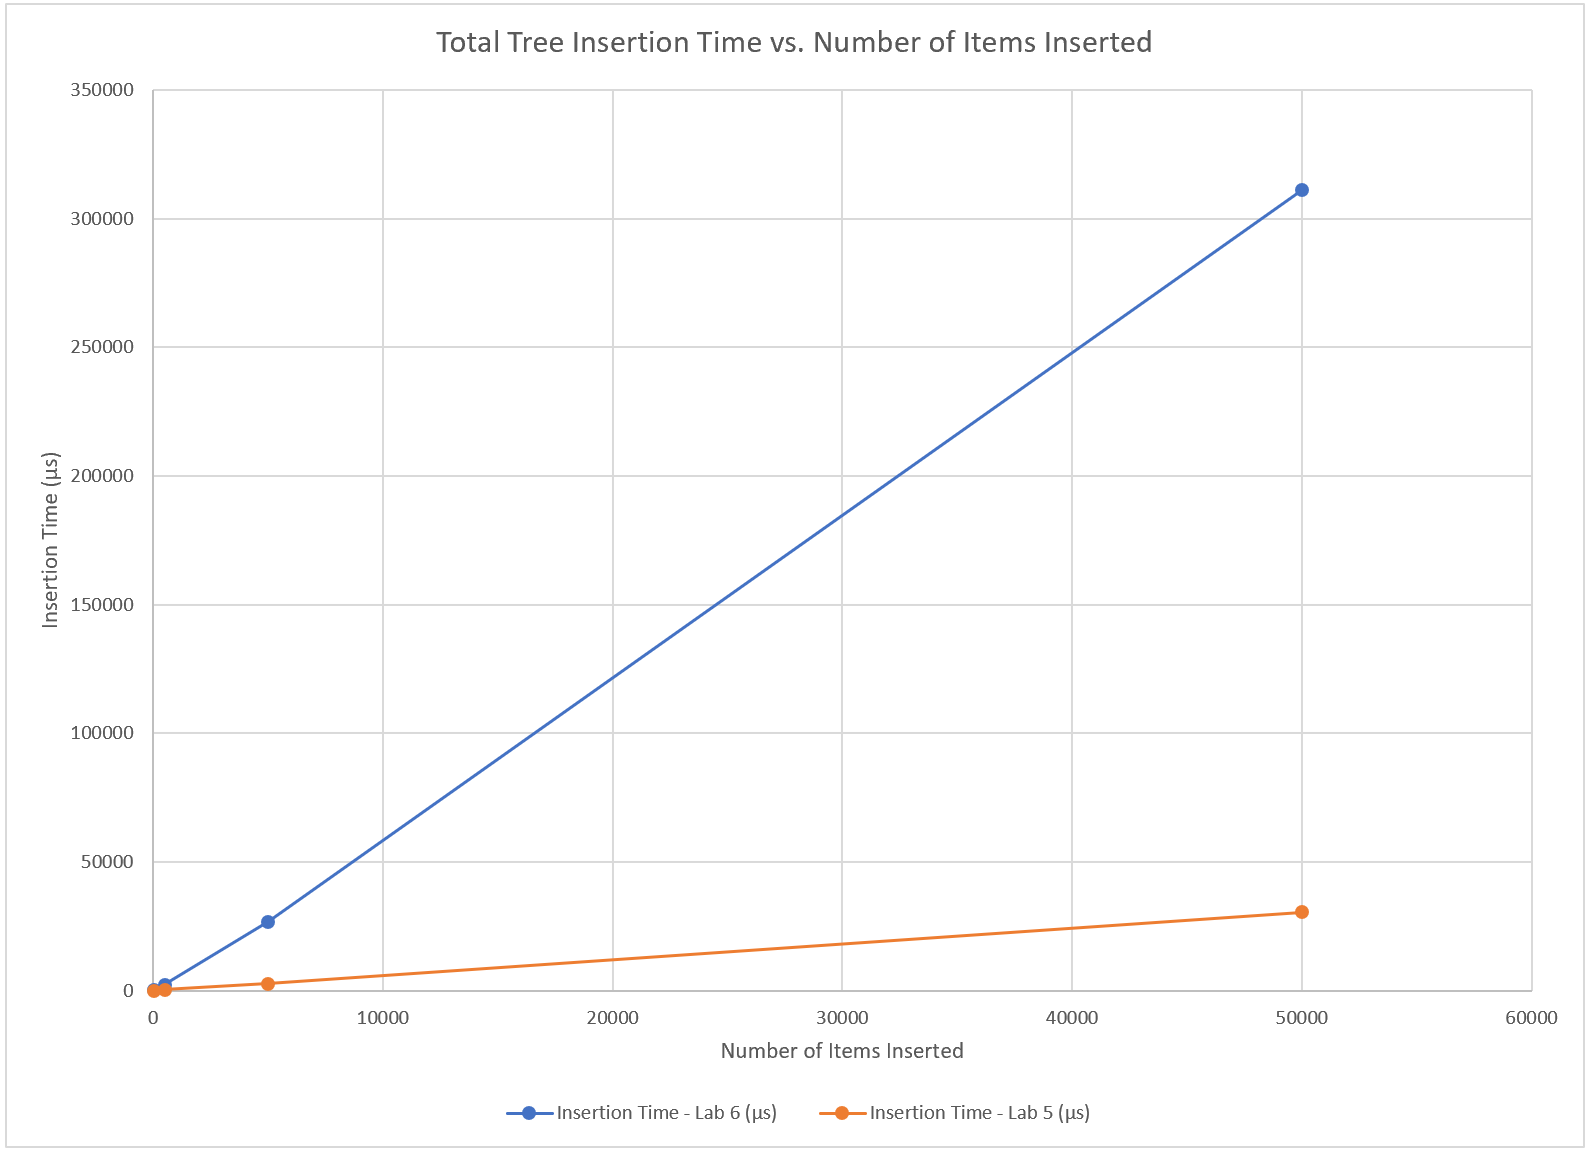 Total Tree Insertion Time vs. Number of Items Inserted
350000
300000
250000
200000
150000
100000
50000
0
Insertion Time (µs)
0 10000 20000 30000 40000 50000 60000
Number of Items Inserted
Insertion Time - Lab 6 (µs) Insertion Time - Lab 5 (µs)